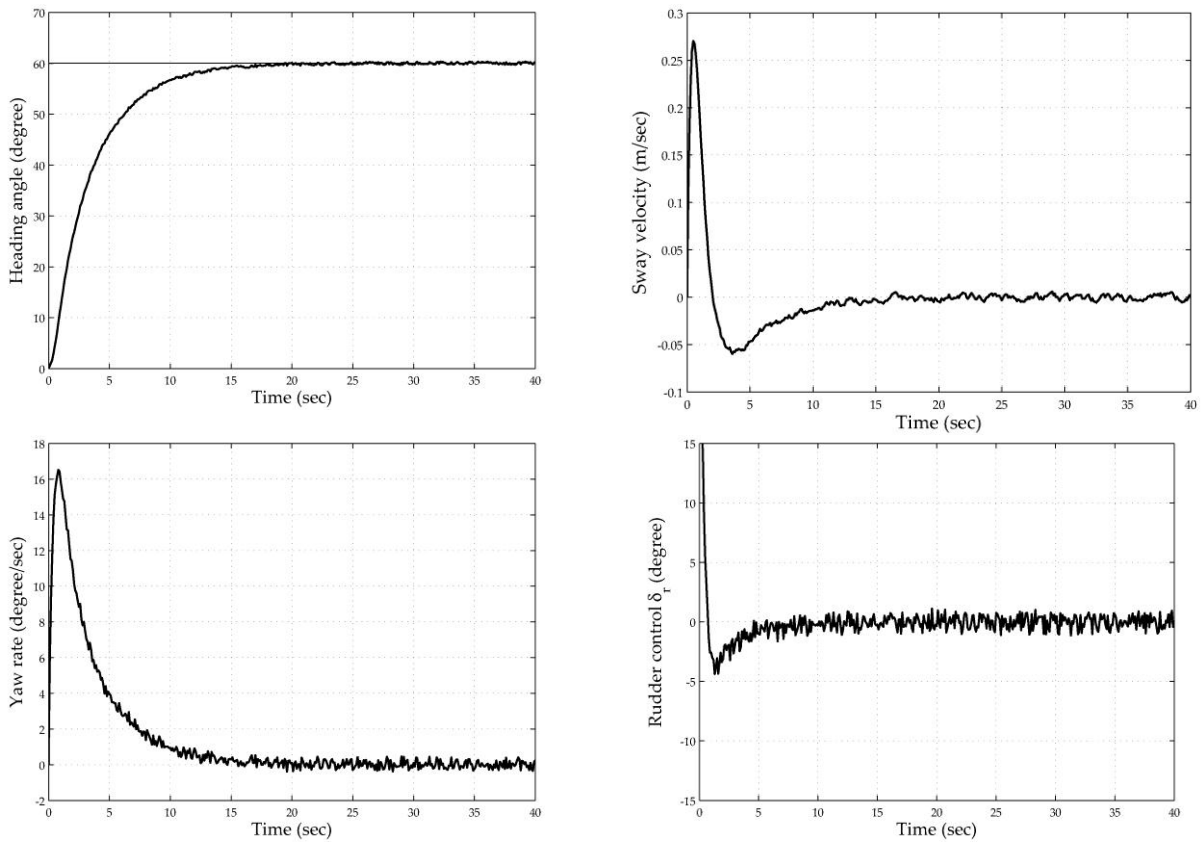 70
60
50
40
30
20
10
0
Heading angle (degree)
0 5 10 15 20 25 30 35 40
Time (sec)
0.3
0.25
0.2
0.15
0.1
0.05
0
-0.05
-0.1
Sway velocity (m/sec)
0 5 10 15 20 25 30 35 40
Time (sec)
18
16
14
12
10
8
6
4
2
0
-2
Yaw rate (degree/sec)
0 5 10 15 20 25 30 35 40
Time (sec)
15
10
5
0
-5
-10
-15
Rudder control δr (degree)
0 5 10 15 20 25 30 35 40
Time (sec)